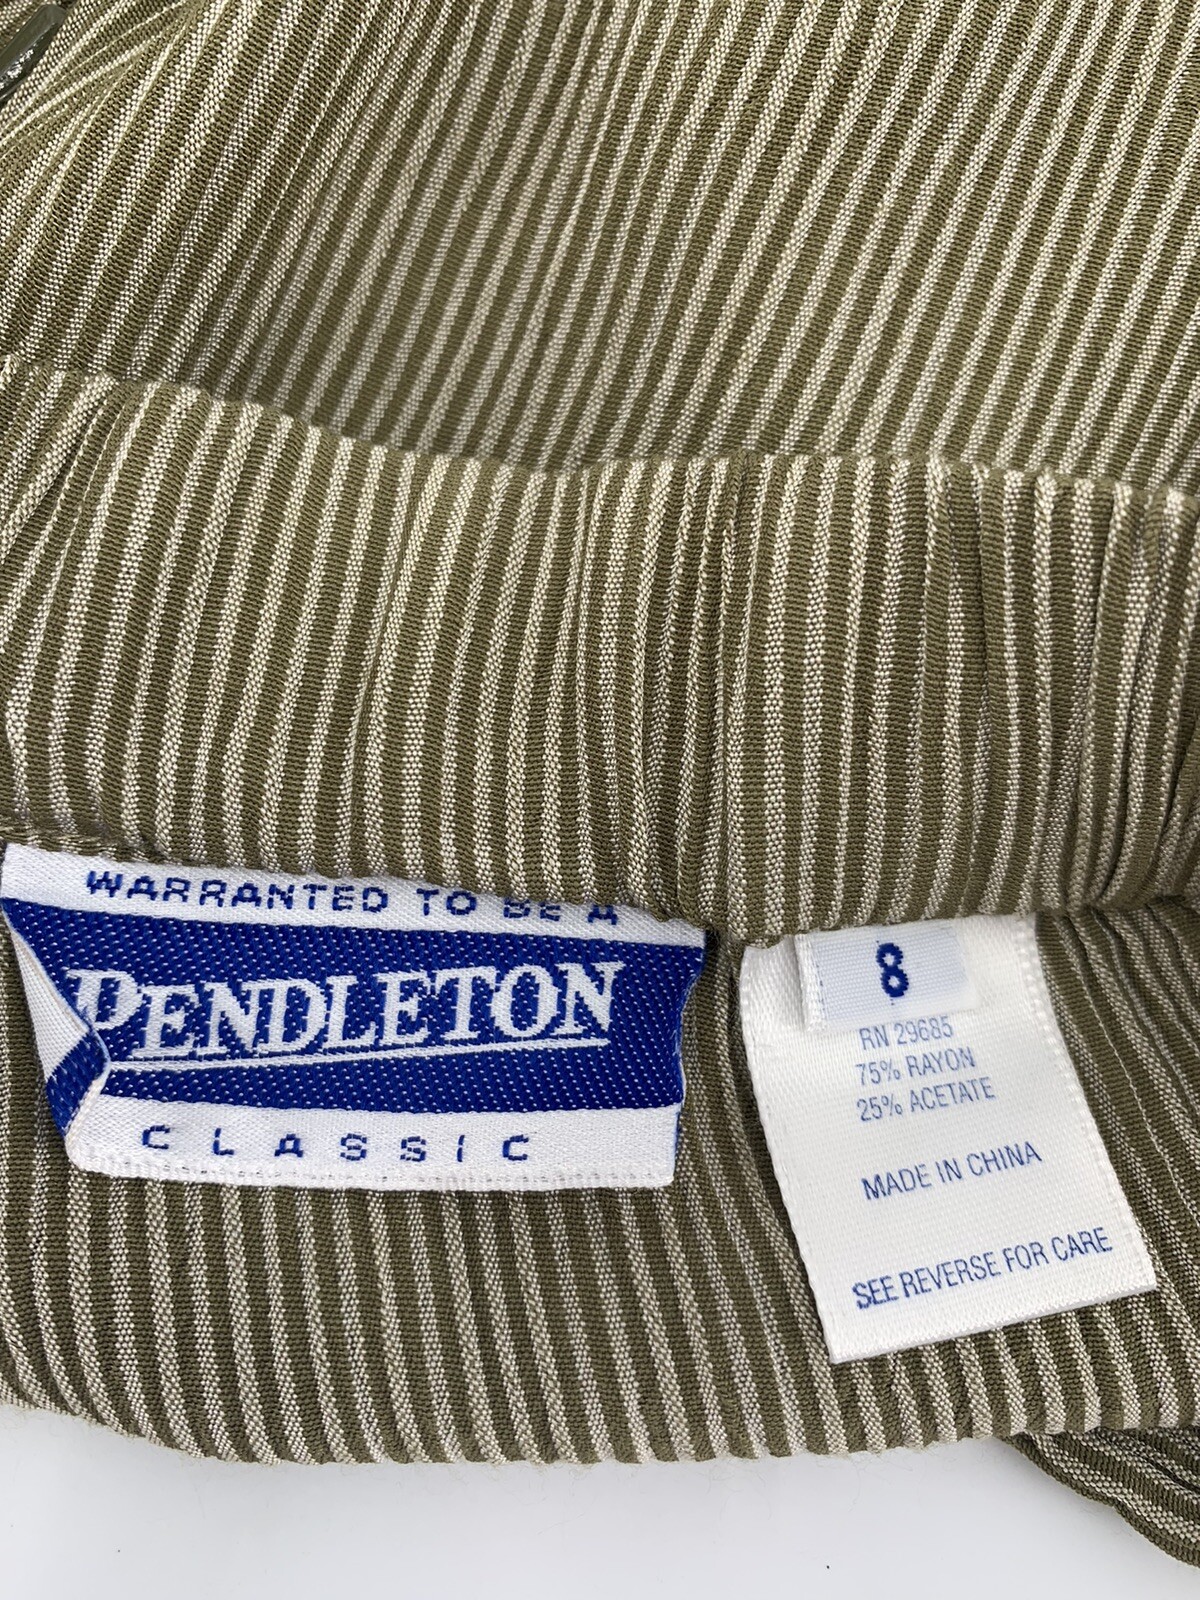 WARRANTED TO BE A
PENDLETON
CLASSIC
8
RN 29685
75% RAYON
25% ACETATE
MADE IN CHINA
SEE REVERSE FOR CARE